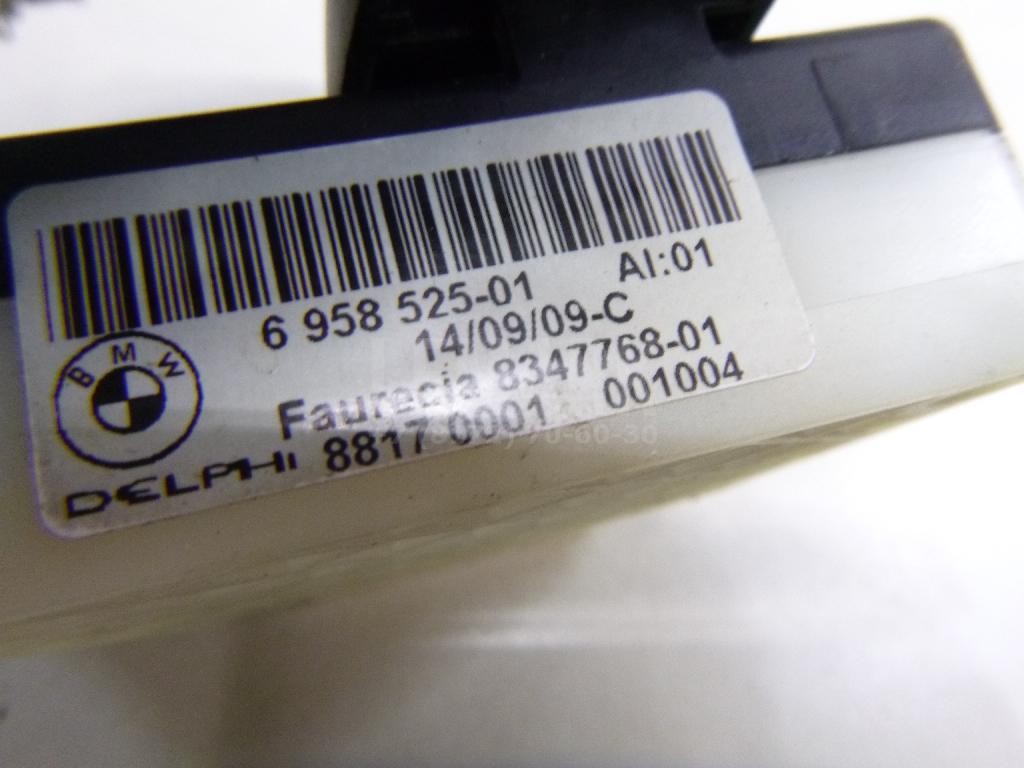 6 958 525-01 AI:01
14/09/09-C
Faurecia 8347768-01
8817 0001 001004
BMW
DELPHI